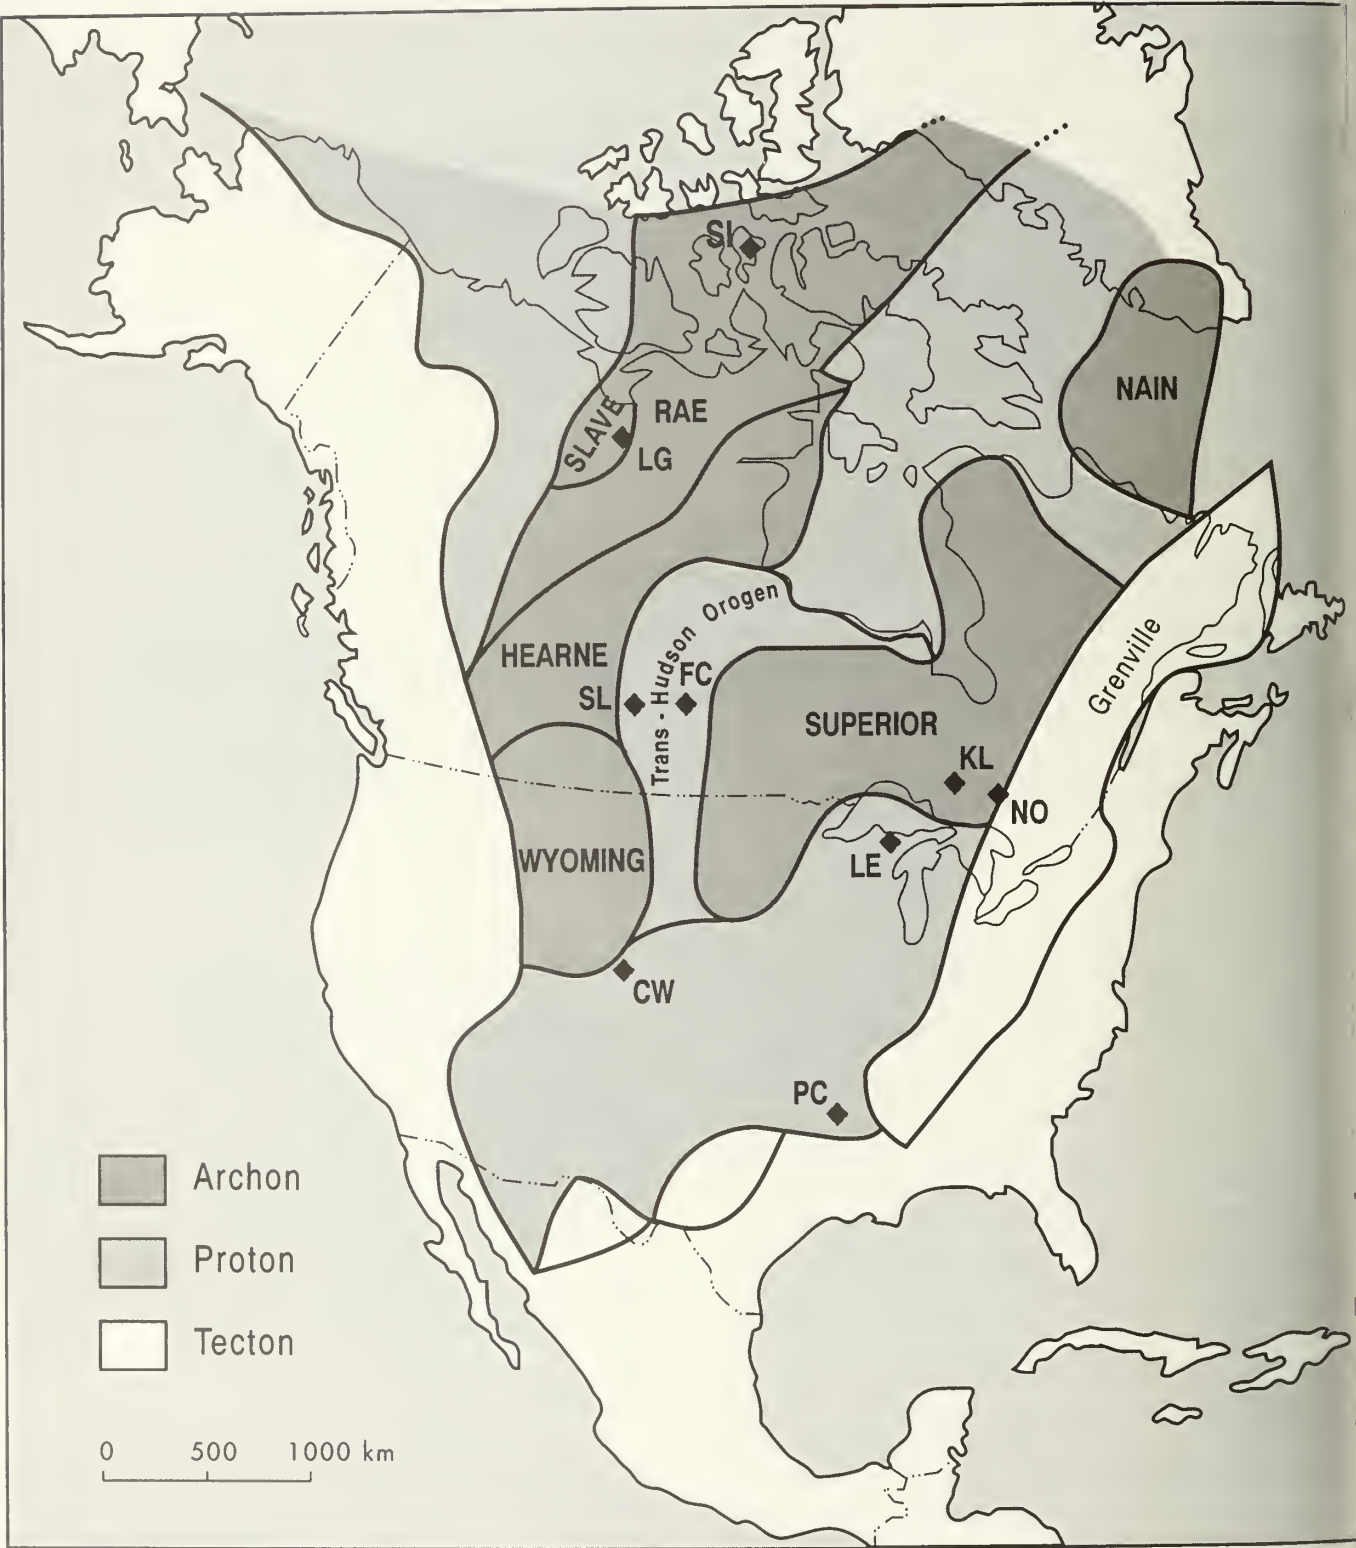 SI
NAIN
SLAVE
RAE
LG
Trans - Hudson Orogen
HEARNE
FC
SL
Grenville
SUPERIOR
KL
NO
WYOMING
LE
CW
PC
Archon
Proton
Tecton
0 500 1000 km